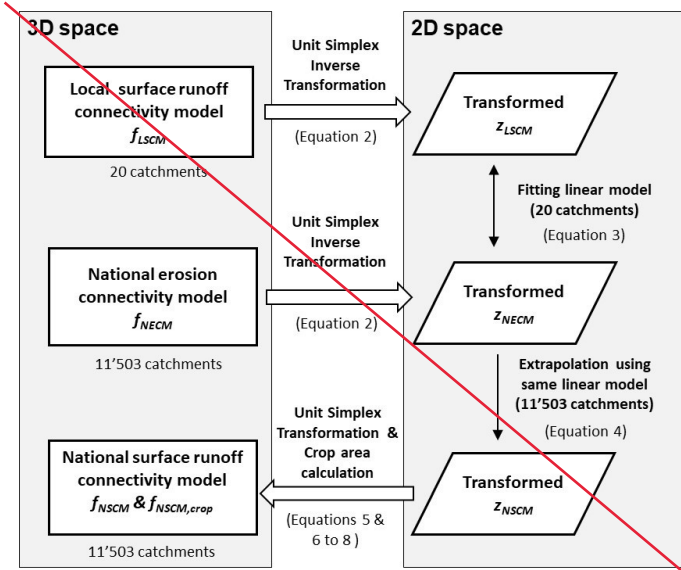 3D space
2D space
Unit Simplex
Inverse
Transformation
Local surface runoff
connectivity model
fLSCM
(Equation 2)
20 catchments
Transformed
zLSCM
Fitting linear model
(20 catchments)
(Equation 3)
Unit Simplex
Inverse
Transformation
National erosion
connectivity model
fNECM
(Equation 2)
11'503 catchments
Transformed
zNECM
Extrapolation using
same linear model
(11'503 catchments)
(Equation 4)
Unit Simplex
Transformation &
Crop area
calculation
National surface runoff
connectivity model
fNSCM & fNSCM,crop
(Equations 5 &
6 to 8 )
11'503 catchments
Transformed
zNSCM